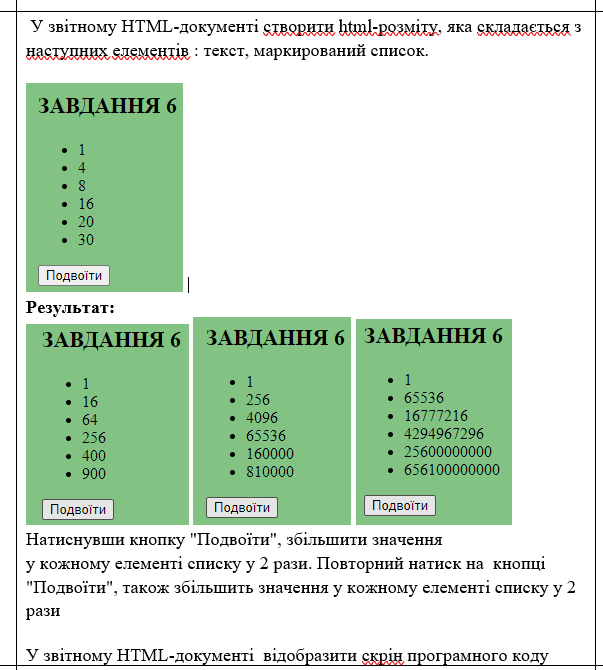 У звітному HTML-документі створити html-розміту, яка складається з
наступних елементів : текст, маркирований список.
ЗАВДАННЯ 6
1
4
8
16
20
30
Подвоїти
Результат:
ЗАВДАННЯ 6
1
16
64
256
400
900
Подвоїти
ЗАВДАННЯ 6
1
256
4096
65536
160000
810000
Подвоїти
ЗАВДАННЯ 6
1
65536
16777216
4294967296
25600000000
656100000000
Подвоїти
Натиснувши кнопку "Подвоїти", збільшити значення
у кожному елементі списку у 2 рази. Повторний натиск на кнопці
"Подвоїти", також збільшить значення у кожному елементі списку у 2
рази
У звітному HTML-документі відобразити скрін програмного коду